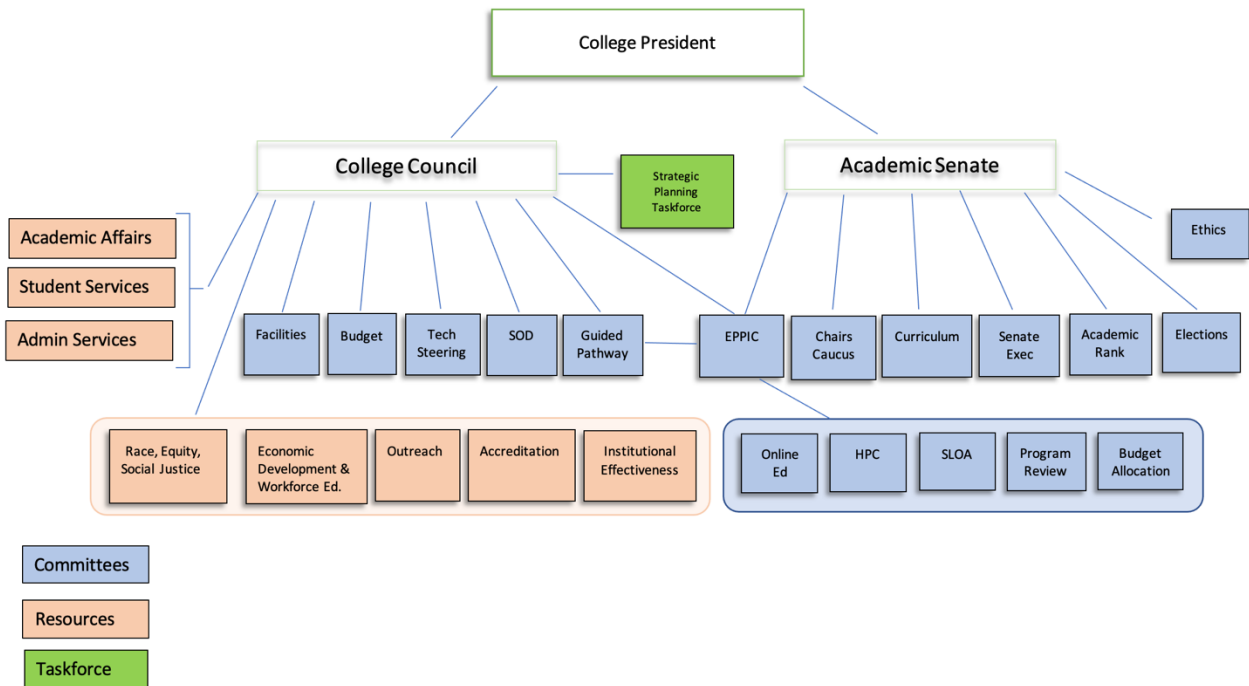 College President
College Council
Strategic
Planning
Taskforce
Academic Senate
Academic Affairs
Student Services
Admin Services
Ethics
Facilities
Budget
Tech
Steering
SOD
Guided
Pathway
EPPIC
Chairs
Caucus
Curriculum
Senate
Exec
Academic
Rank
Elections
Race, Equity,
Social Justice
Economic
Development &
Workforce Ed.
Outreach
Accreditation
Institutional
Effectiveness
Online
Ed
HPC
SLOA
Program
Review
Budget
Allocation
Committees
Resources
Taskforce